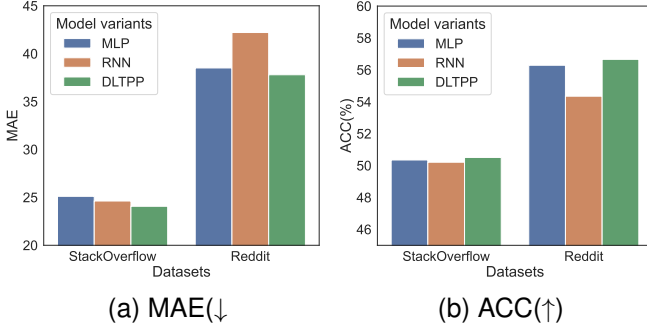 45
40
35
30
25
20
MAE
Model variants
MLP
RNN
DLTPP
StackOverflow
Reddit
Datasets
(a) MAE(↓
60
58
56
54
52
50
48
46
ACC(%)
Model variants
MLP
RNN
DLTPP
StackOverflow
Reddit
Datasets
(b) ACC(↑)